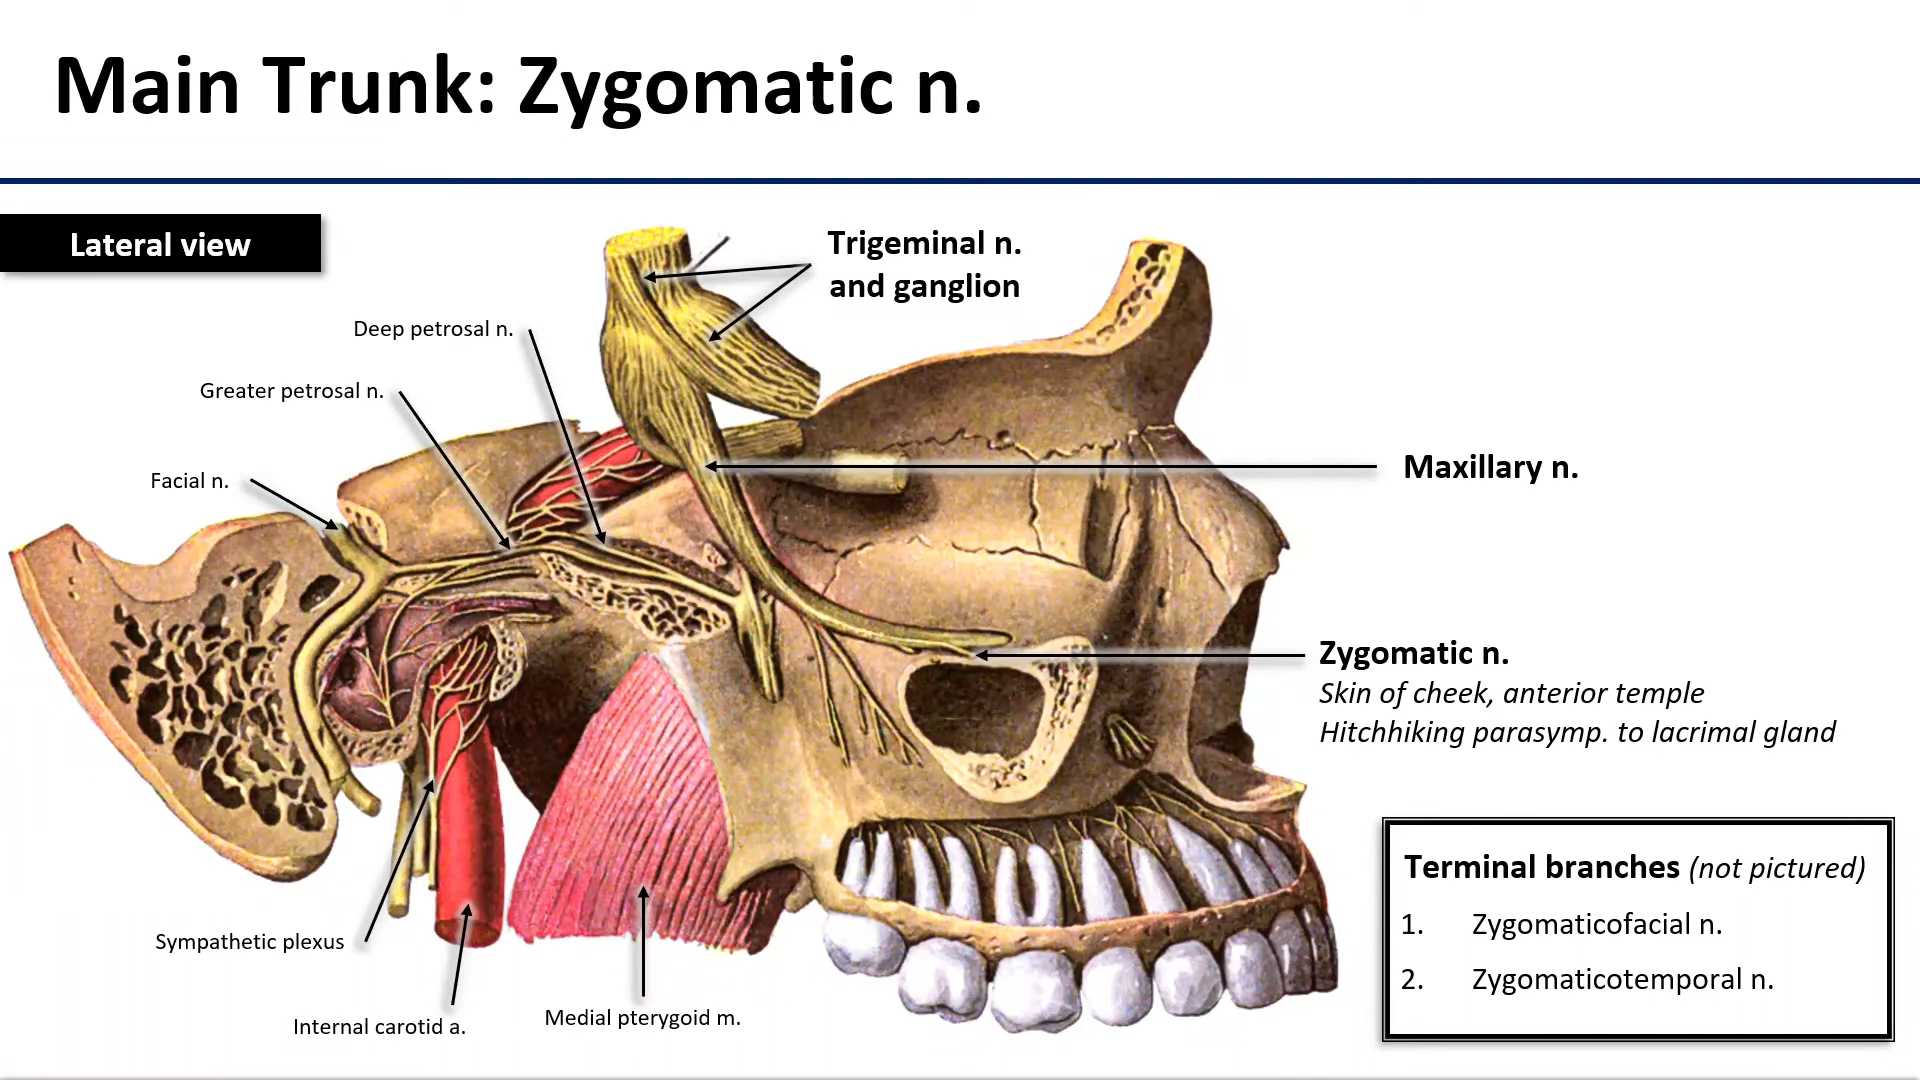 Main Trunk: Zygomatic n.
Lateral view
Trigeminal n.
and ganglion
Deep petrosal n.
Greater petrosal n.
Facial n.
Maxillary n.
Zygomatic n.
Skin of cheek, anterior temple
Hitchhiking parasymp. to lacrimal gland
Terminal branches (not pictured)
1. Zygomaticofacial n.
2. Zygomaticotemporal n.
Sympathetic plexus
Internal carotid a.
Medial pterygoid m.